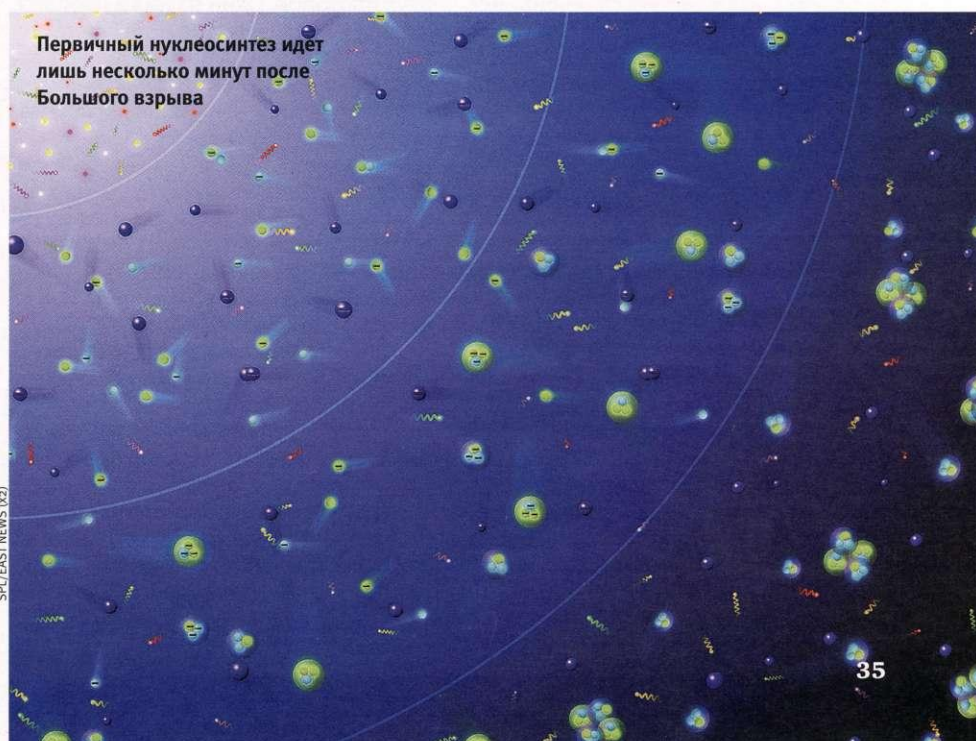 Первичный нуклеосинтез идет
лишь несколько минут после
Большого взрыва
SPL/EAST NEWS (x2)
35